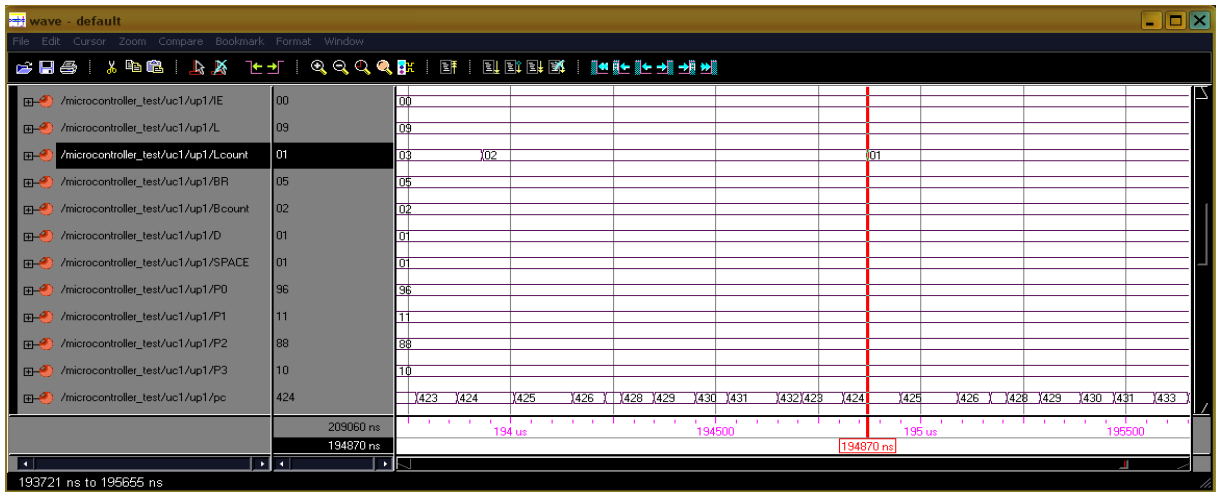 wave - default
File Edit Cursor Zoom Compare Bookmark Format Window
/microcontroller_test/uc1/up1/IE 00 00
/microcontroller_test/uc1/up1/L 09 09
/microcontroller_test/uc1/up1/Lcount 01 03 02 01
/microcontroller_test/uc1/up1/BR 05 05
/microcontroller_test/uc1/up1/Bcount 02 02
/microcontroller_test/uc1/up1/D 01 01
/microcontroller_test/uc1/up1/SPACE 01 01
/microcontroller_test/uc1/up1/P0 96 96
/microcontroller_test/uc1/up1/P1 11 11
/microcontroller_test/uc1/up1/P2 88 88
/microcontroller_test/uc1/up1/P3 10 10
/microcontroller_test/uc1/up1/pc 424 423 424 425 426 428 429 430 431 432 423 424 425 426 428 429 430 431 433
209060 ns 194 us 194500 195 us 195500
194870 ns 194870 ns
193721 ns to 195655 ns